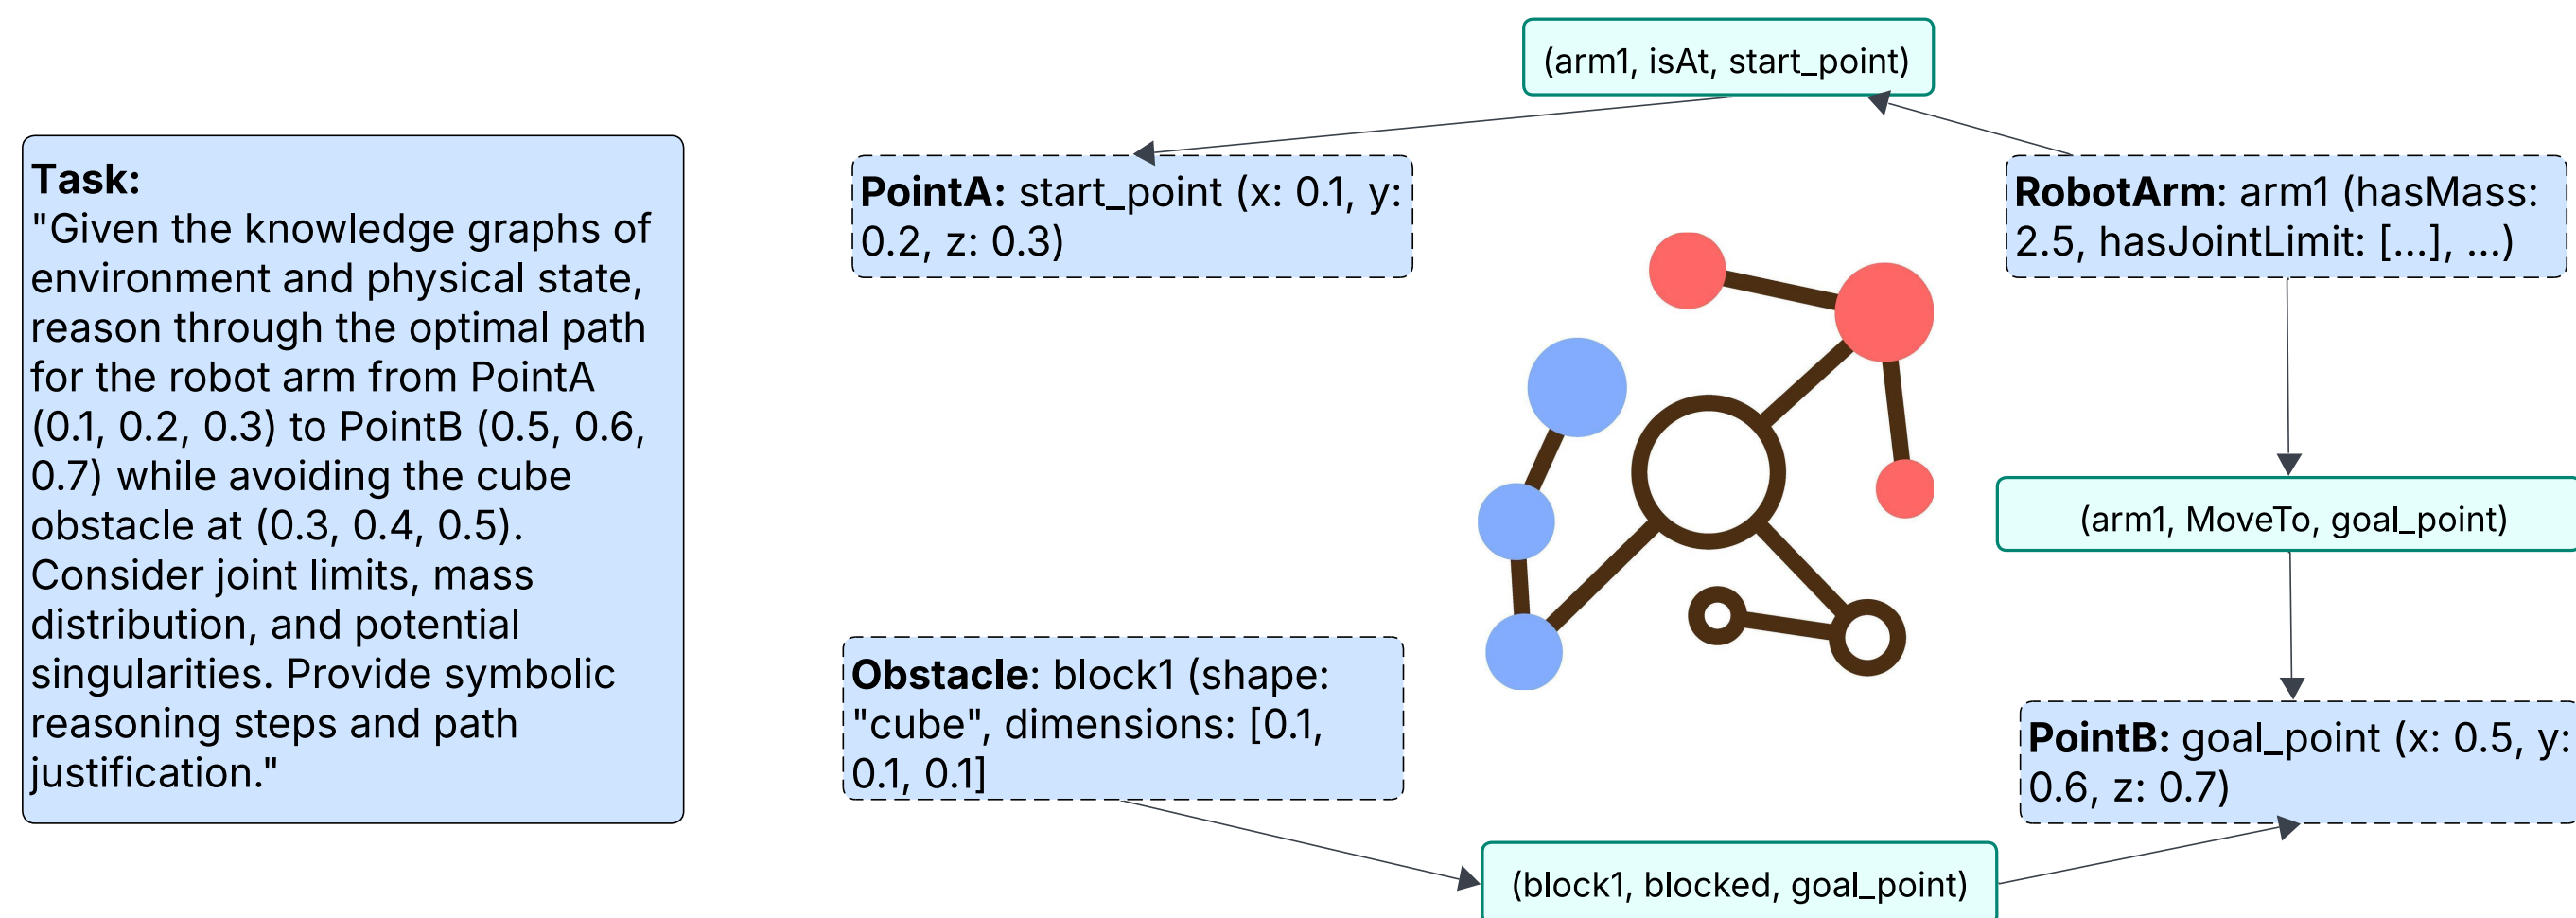 (arm1, isAt, start_point)
Task:
"Given the knowledge graphs of
environment and physical state,
reason through the optimal path
for the robot arm from PointA
(0.1, 0.2, 0.3) to PointB (0.5, 0.6,
0.7) while avoiding the cube
obstacle at (0.3, 0.4, 0.5).
Consider joint limits, mass
distribution, and potential
singularities. Provide symbolic
reasoning steps and path
justification."
PointA: start_point (x: 0.1, y:
0.2, z: 0.3)
RobotArm: arm1 (hasMass:
2.5, hasJointLimit: [...], ...)
(arm1, MoveTo, goal_point)
Obstacle: block1 (shape:
"cube", dimensions: [0.1,
0.1, 0.1]
PointB: goal_point (x: 0.5, y:
0.6, z: 0.7)
(block1, blocked, goal_point)